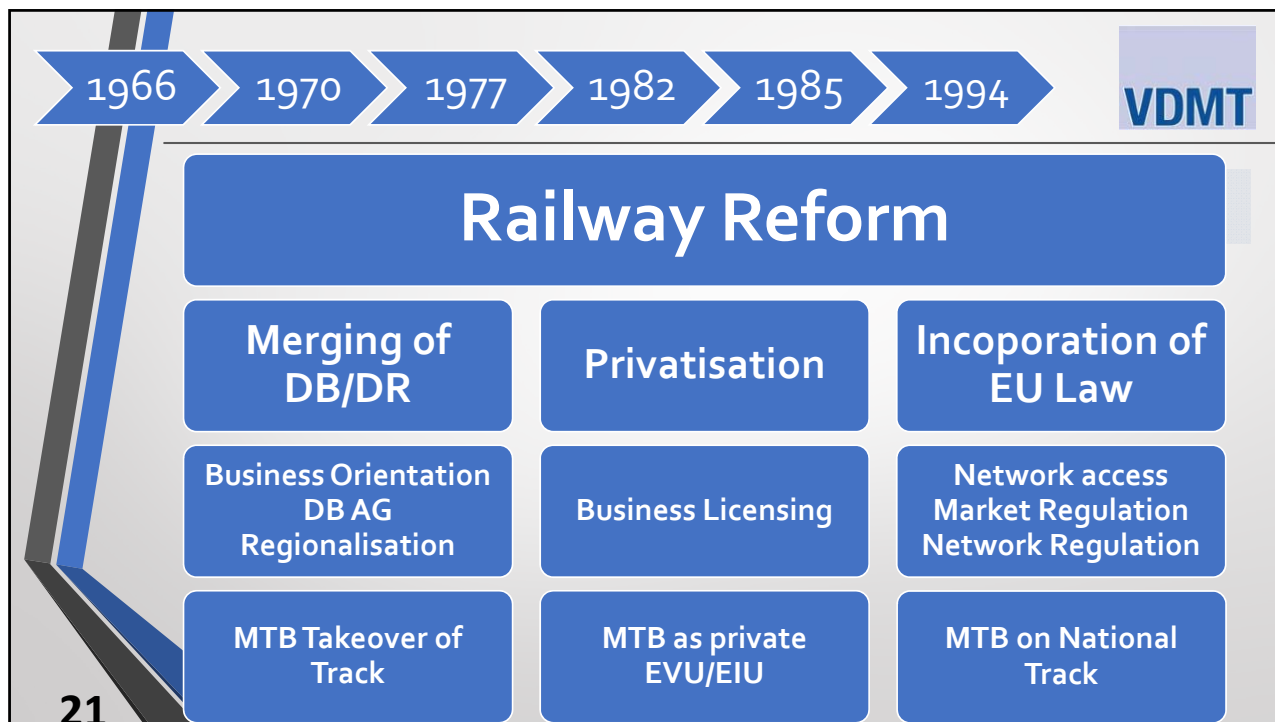 1966 1970 1977 1982 1985 1994
VDMT
Railway Reform
Merging of
DB/DR
Privatisation
Incoporation of
EU Law
Business Orientation
DB AG
Regionalisation
Business Licensing
Network access
Market Regulation
Network Regulation
MTB Takeover of
Track
MTB as private
EVU/EIU
MTB on National
Track
21